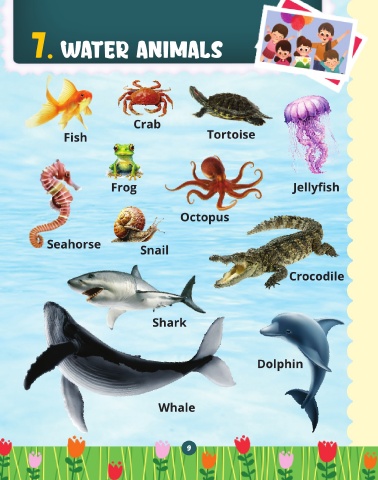 7. WATER ANIMALS
Fish
Crab
Tortoise
Frog
Jellyfish
Octopus
Seahorse
Snail
Crocodile
Shark
Dolphin
Whale
9